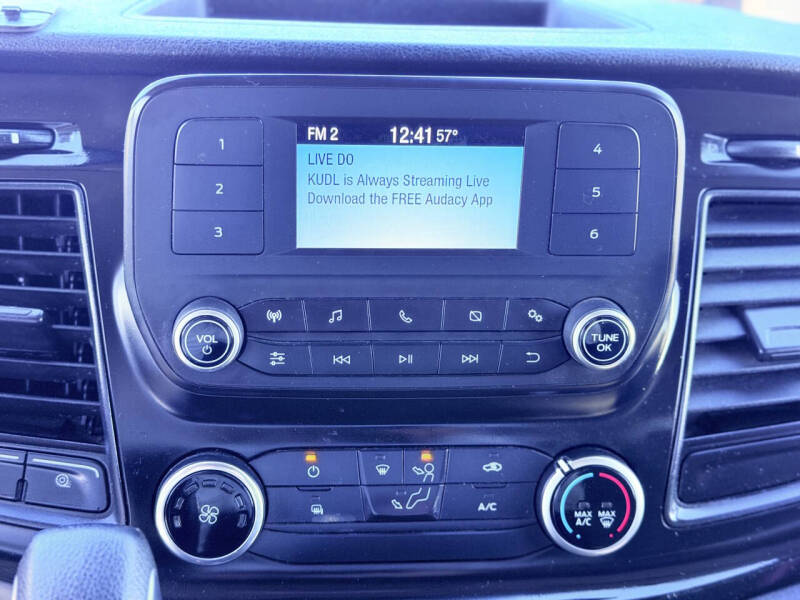 FM 2 12:41 57°
LIVE DO
KUDL is Always Streaming Live
Download the FREE Audacy App
1
2
3
4
5
6
VOL
TUNE
OK
A/C
MAX MAX
A/C